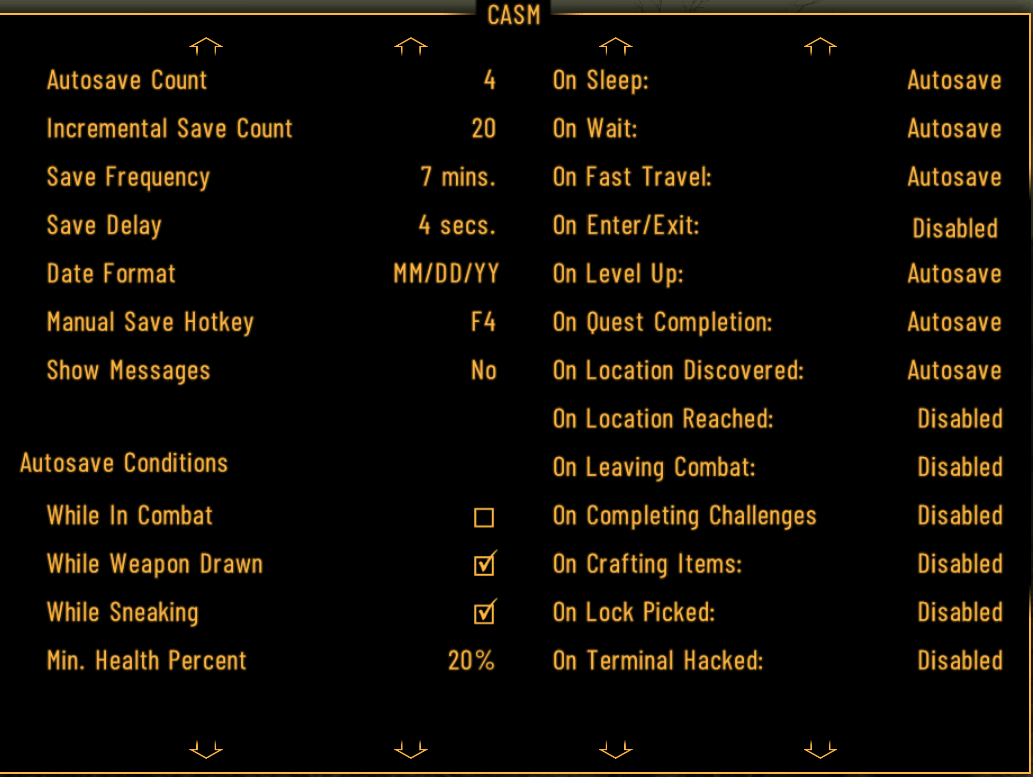 CASM
Autosave Count 4
Incremental Save Count 20
Save Frequency 7 mins.
Save Delay 4 secs.
Date Format MM/DD/YY
Manual Save Hotkey F4
Show Messages No
Autosave Conditions
While In Combat
While Weapon Drawn
While Sneaking
Min. Health Percent 20%
On Sleep: Autosave
On Wait: Autosave
On Fast Travel: Autosave
On Enter/Exit: Disabled
On Level Up: Autosave
On Quest Completion: Autosave
On Location Discovered: Autosave
On Location Reached: Disabled
On Leaving Combat: Disabled
On Completing Challenges Disabled
On Crafting Items: Disabled
On Lock Picked: Disabled
On Terminal Hacked: Disabled